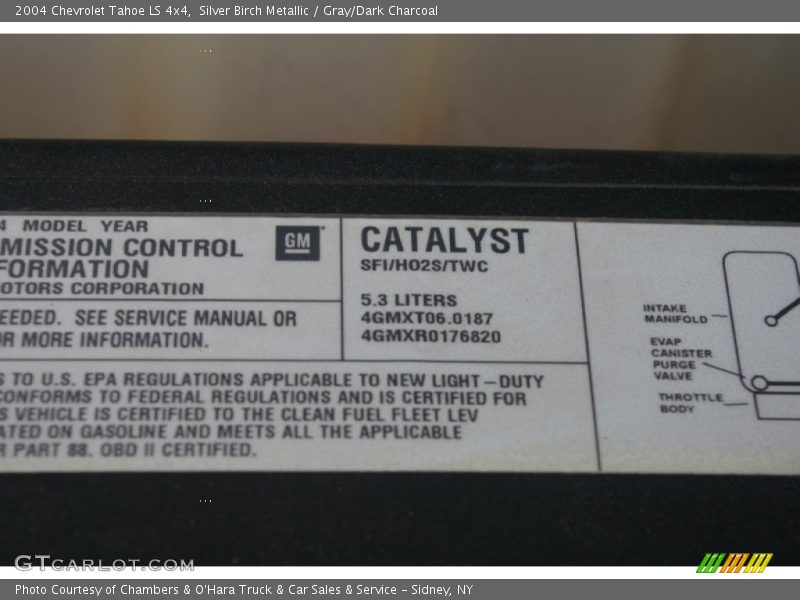 2004 Chevrolet Tahoe LS 4x4,  Silver Birch Metallic / Gray/Dark Charcoal
4 MODEL YEAR
MISSION CONTROL
FORMATION
OTORS CORPORATION
GM
CATALYST
SFI/HO2S/TWC
5.3 LITERS
4GMXT06.0187
4GMXR0176820
EEDED. SEE SERVICE MANUAL OR
OR MORE INFORMATION.
S TO U.S. EPA REGULATIONS APPLICABLE TO NEW LIGHT-DUTY
CONFORMS TO FEDERAL REGULATIONS AND IS CERTIFIED FOR
S VEHICLE IS CERTIFIED TO THE CLEAN FUEL FLEET LEV
ATED ON GASOLINE AND MEETS ALL THE APPLICABLE
R PART 88. OBD II CERTIFIED.
INTAKE
MANIFOLD
EVAP
CANISTER
PURGE
VALVE
THROTTLE
BODY
GTcarlot.com
Photo Courtesy of Chambers & O'Hara Truck & Car Sales & Service - Sidney, NY